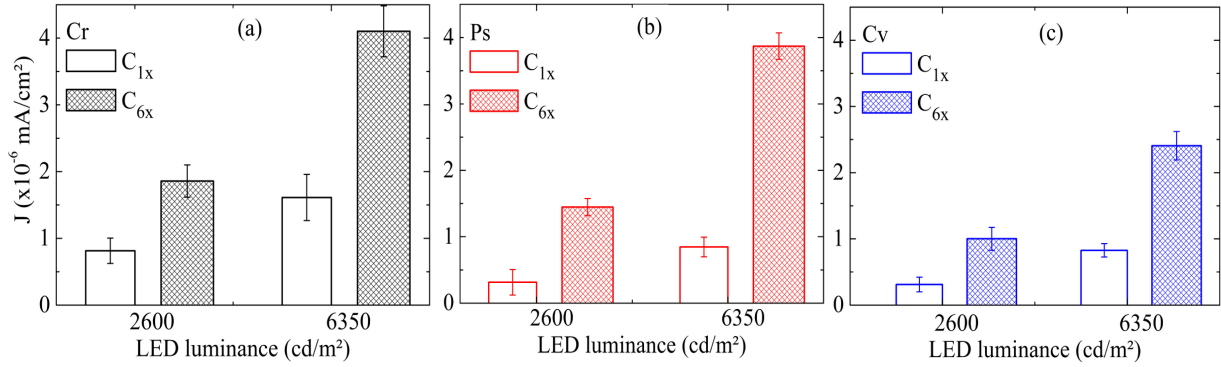 Cr
(a)
C1x
C6x
J (x10⁻⁶ mA/cm²)
4
3
2
1
0
2600
6350
LED luminance (cd/m²)
Ps
(b)
C1x
C6x
4
3
2
1
0
2600
6350
LED luminance (cd/m²)
Cv
(c)
C1x
C6x
4
3
2
1
0
2600
6350
LED luminance (cd/m²)